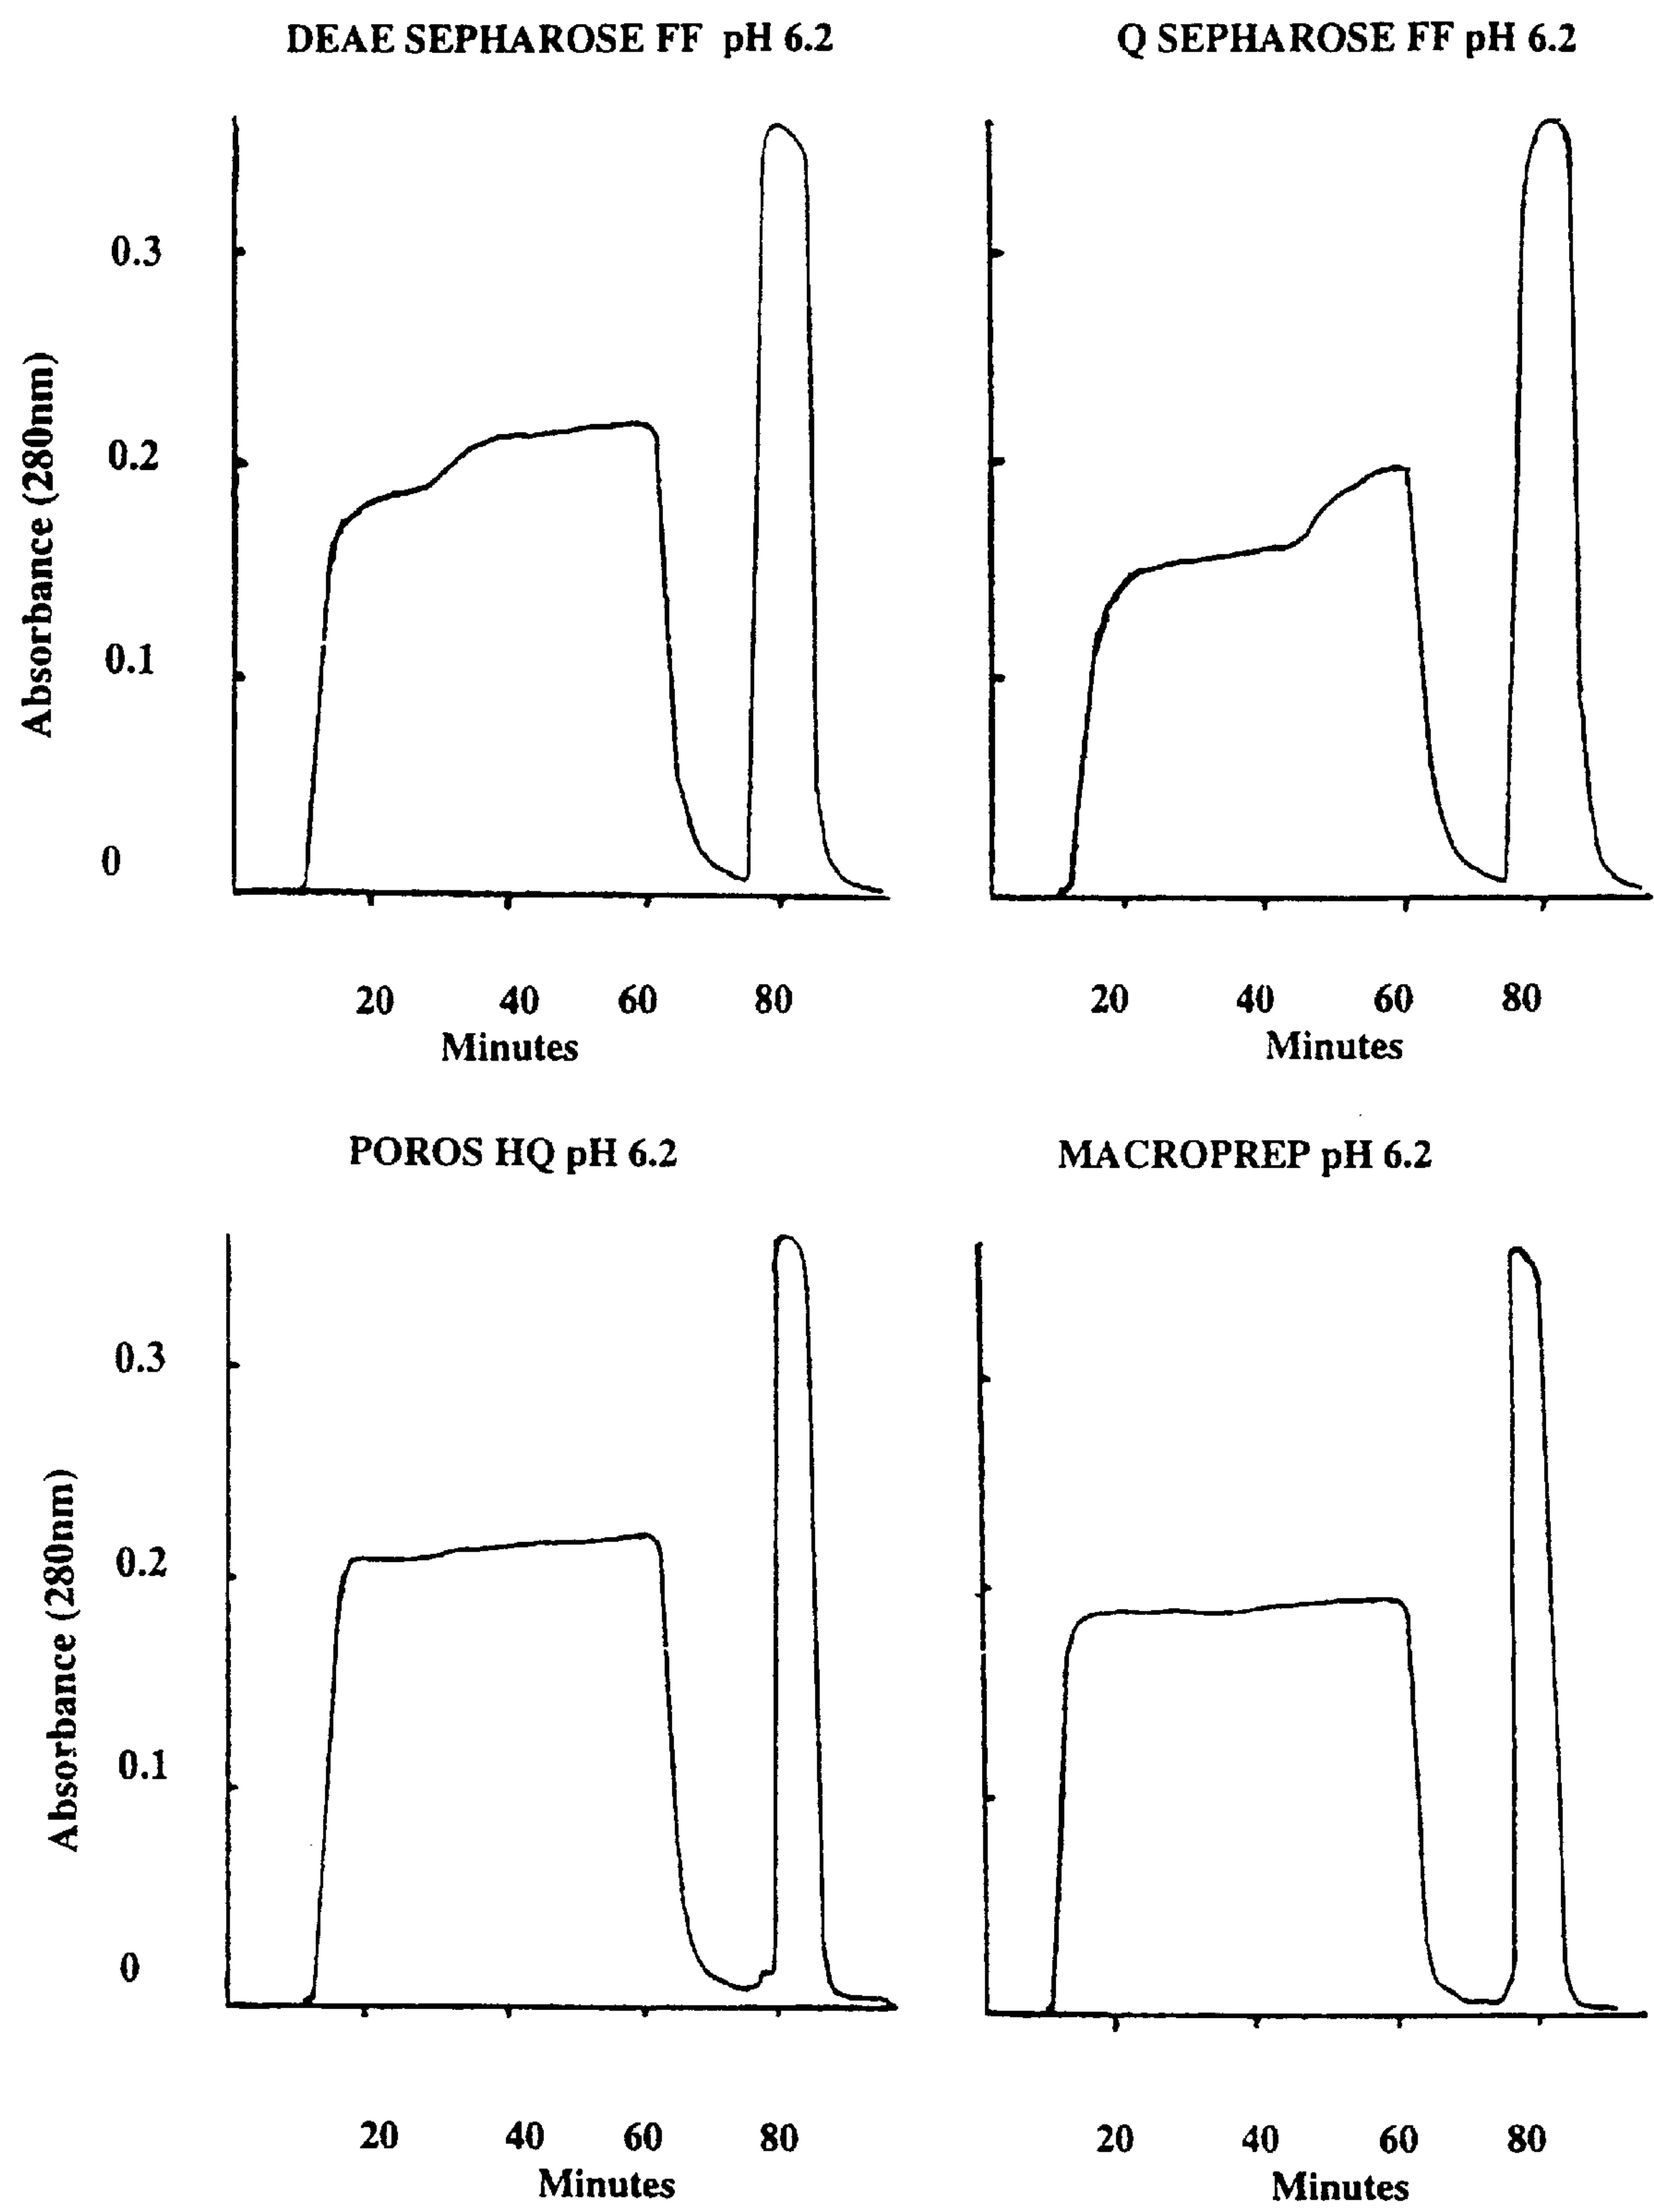 DEAE SEPHAROSE FF pH 6.2
Q SEPHAROSE FF pH 6.2
Absorbance (280nm)
0.3
0.2
0.1
0
20 40 60 80
Minutes
20 40 60 80
Minutes
POROS HQ pH 6.2
MACROPREP pH 6.2
Absorbance (280nm)
0.3
0.2
0.1
0
20 40 60 80
Minutes
20 40 60 80
Minutes